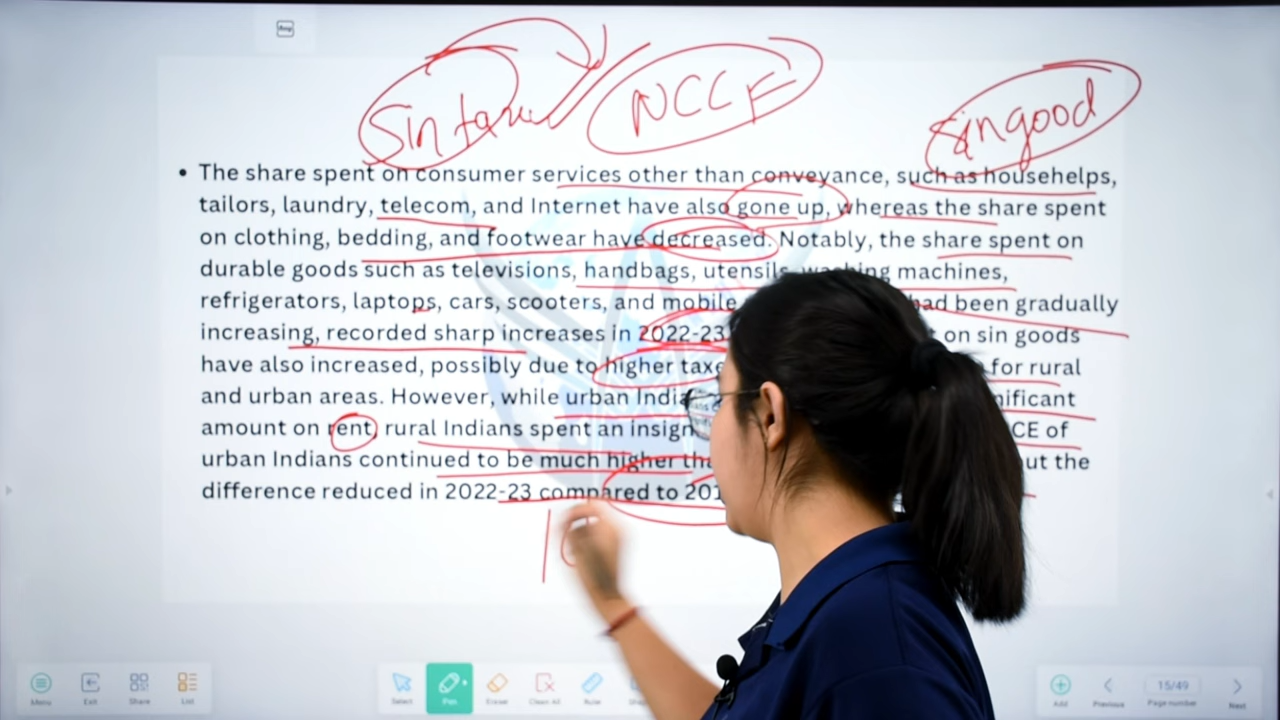 Sin taxes NCCF Sin good
• The share spent on consumer services other than conveyance, such as househelps,
tailors, laundry, telecom, and Internet have also gone up, whereas the share spent
on clothing, bedding, and footwear have decreased. Notably, the share spent on
durable goods such as televisions, handbags, utensils, washing machines,
refrigerators, laptops, cars, scooters, and mobile had been gradually
increasing, recorded sharp increases in 2022-23 on sin goods
have also increased, possibly due to higher taxe for rural
and urban areas. However, while urban India
amount on rent, rural Indians spent an insign CE of
urban Indians continued to be much higher tha ut the
difference reduced in 2022-23 compared to 201
Menu Exit Share List Select Pen Eraser Clean All Ruler Add Previous 15/49 Page number Next